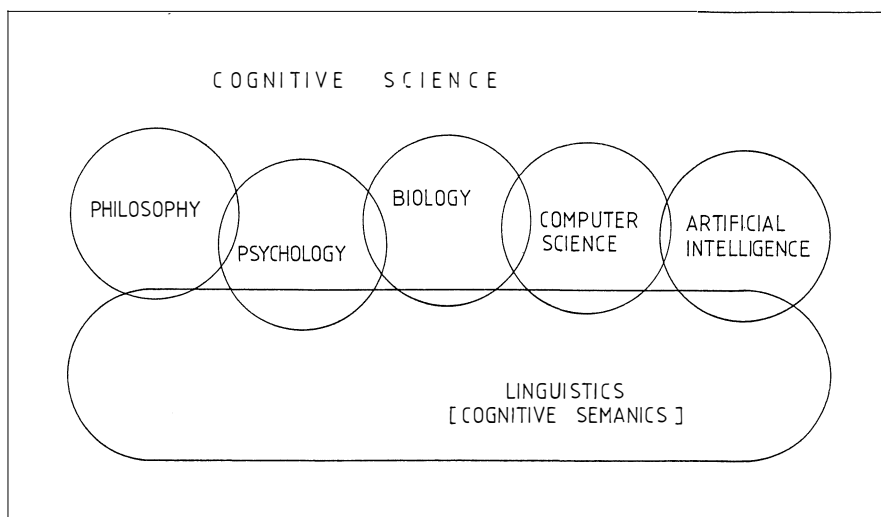 COGNITIVE SCIENCE
PHILOSOPHY
PSYCHOLOGY
BIOLOGY
COMPUTER
SCIENCE
ARTIFICIAL
INTELLIGENCE
LINGUISTICS
[COGNITIVE SEMANICS]